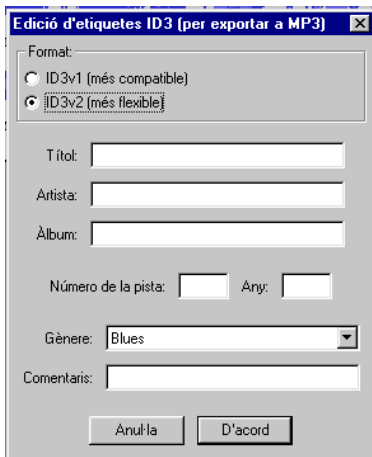 Edició d'etiquetes ID3 (per exportar a MP3)
Format:
ID3v1 (més compatible)
ID3v2 (més flexible)
Títol:
Artista:
Àlbum:
Número de la pista: Any:
Gènere: Blues
Comentaris:
Anul·la D'acord